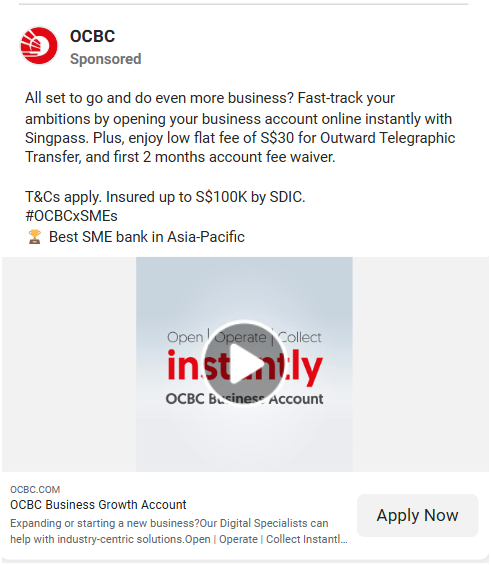 OCBC
Sponsored
All set to go and do even more business? Fast-track your
ambitions by opening your business account online instantly with
Singpass. Plus, enjoy low flat fee of S$30 for Outward Telegraphic
Transfer, and first 2 months account fee waiver.
T&Cs apply. Insured up to S$100K by SDIC.
#OCBCxSMEs
🏆 Best SME bank in Asia-Pacific
Open | Operate | Collect
instantly
OCBC Business Account
OCBC.COM
OCBC Business Growth Account
Expanding or starting a new business?Our Digital Specialists can
help with industry-centric solutions.Open | Operate | Collect Instantl...
Apply Now